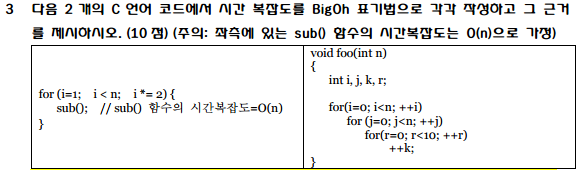 3 다음 2 개의 C 언어 코드에서 시간 복잡도를 BigOh 표기법으로 각각 작성하고 그 근거
를 제시하시오. (10 점) (주의: 좌측에 있는 sub() 함수의 시간복잡도는 O(n)으로 가정)
for (i=1; i < n; i *= 2) {
sub(); // sub() 함수의 시간복잡도=O(n)
}
void foo(int n)
{
int i, j, k, r;
for(i=0; i<n; ++i)
for (j=0; j<n; ++j)
for(r=0; r<10; ++r)
++k;
}